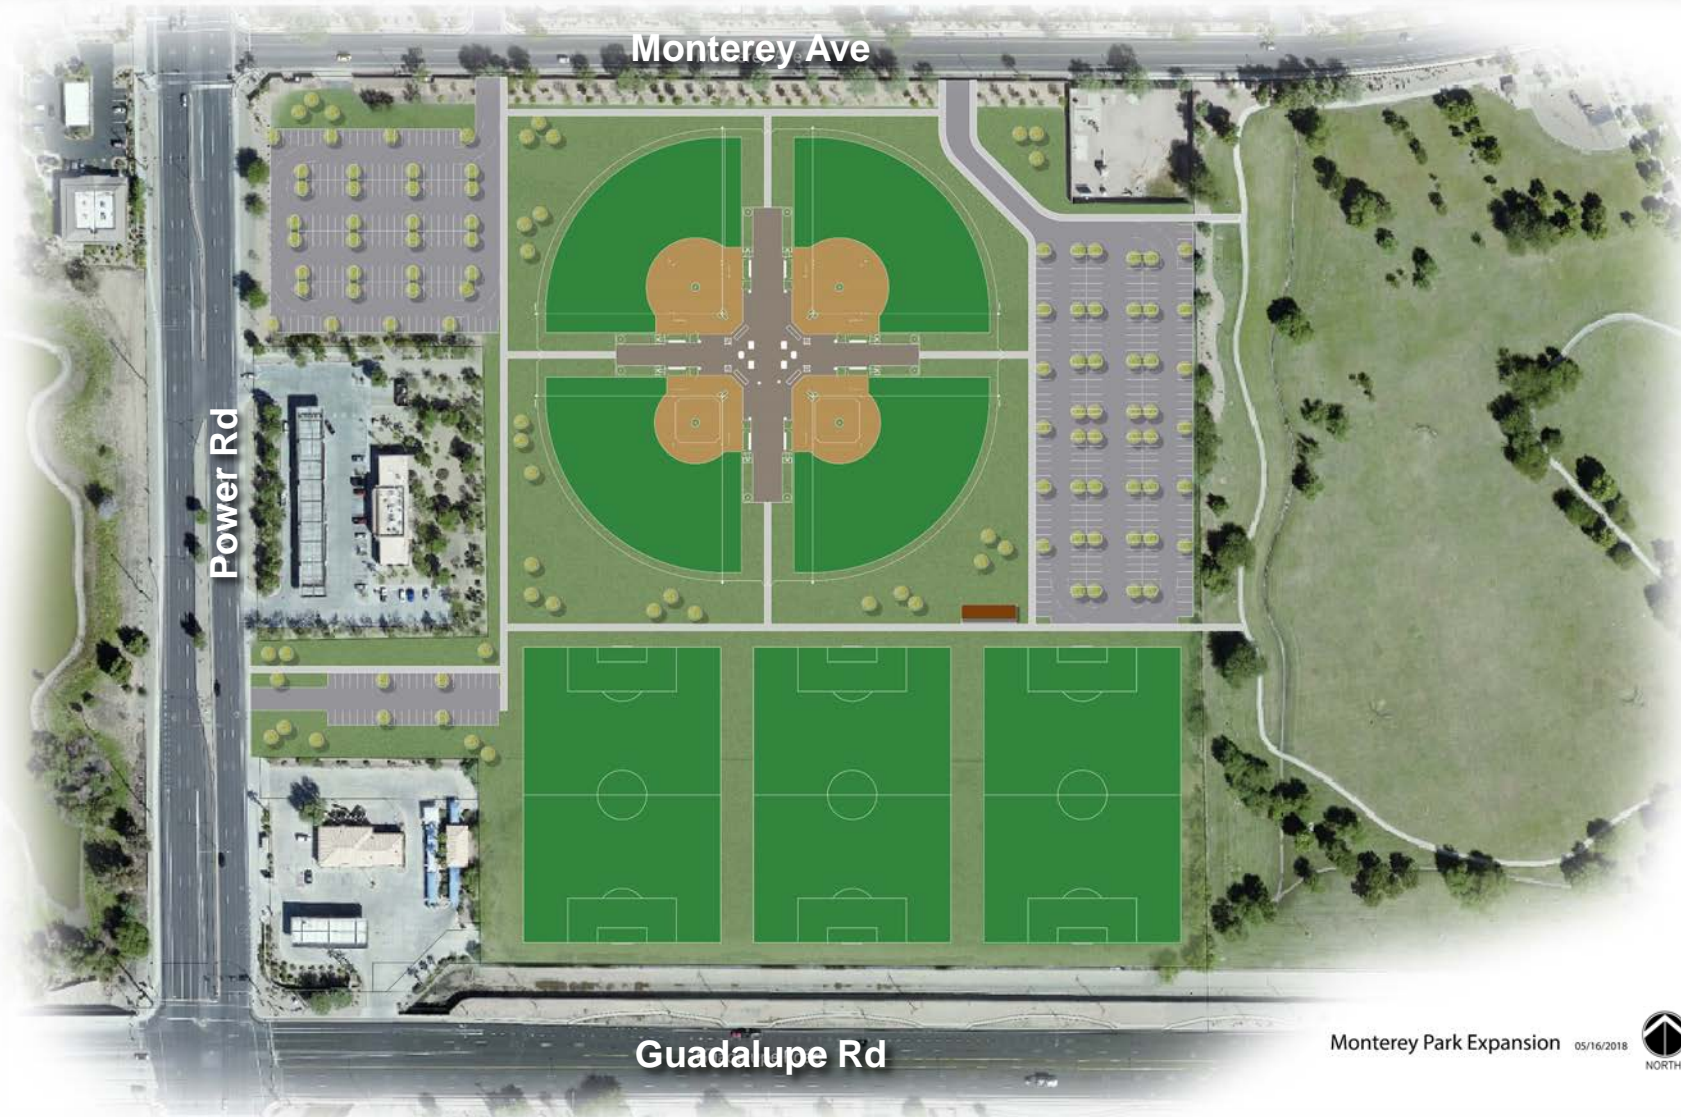 Monterey Ave
Power Rd
Guadalupe Rd
Monterey Park Expansion 05/16/2018
NORTH